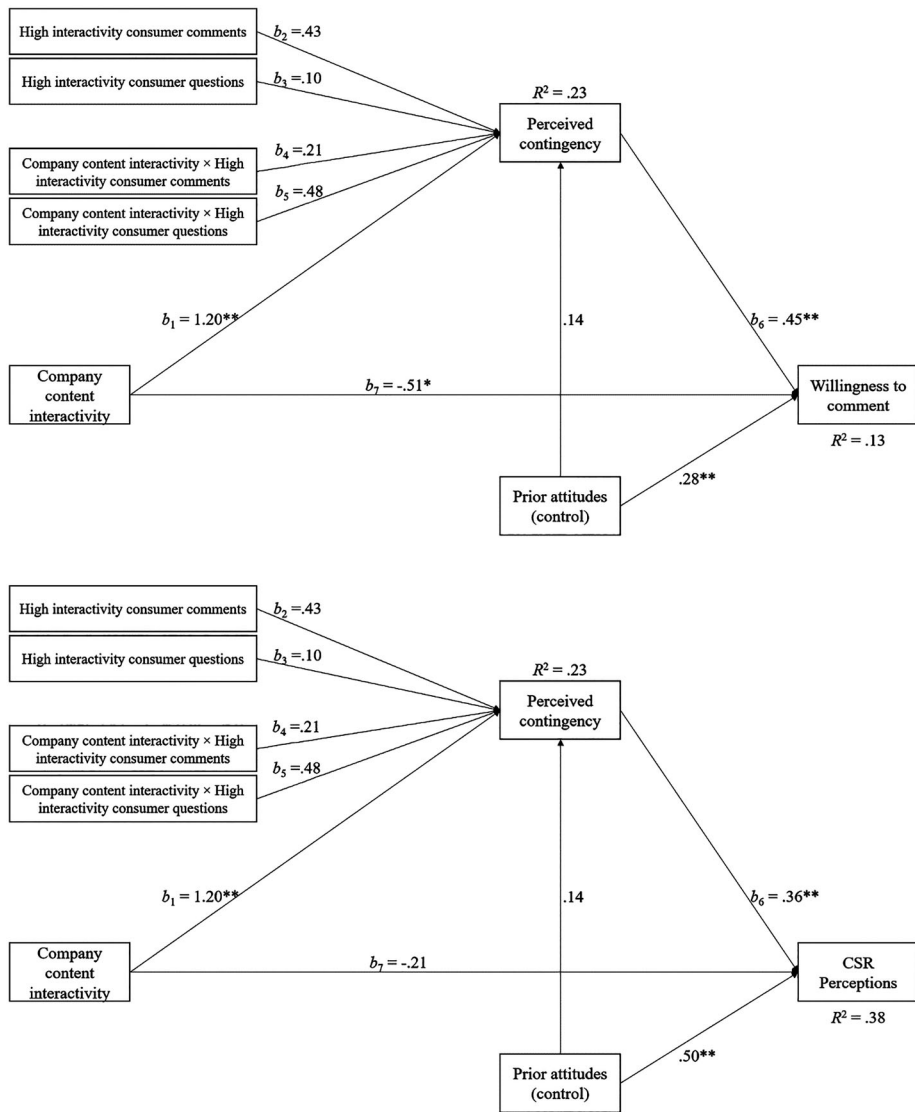 High interactivity consumer comments
b₂ =.43
High interactivity consumer questions
b₃ =.10
R² = .23
Perceived
contingency
Company content interactivity × High
interactivity consumer comments
b₄ =.21
Company content interactivity × High
interactivity consumer questions
b₅ =.48
b₁ = 1.20**
.14
b₆ = .45**
Company
content
interactivity
b₇ = -.51*
Willingness to
comment
R² = .13
Prior attitudes
(control)
.28**
High interactivity consumer comments
b₂ =.43
High interactivity consumer questions
b₃ =.10
R² = .23
Perceived
contingency
Company content interactivity × High
interactivity consumer comments
b₄ =.21
Company content interactivity × High
interactivity consumer questions
b₅ =.48
b₁ = 1.20**
.14
b₆ = .36**
Company
content
interactivity
b₇ = -.21
CSR
Perceptions
R² = .38
Prior attitudes
(control)
.50**